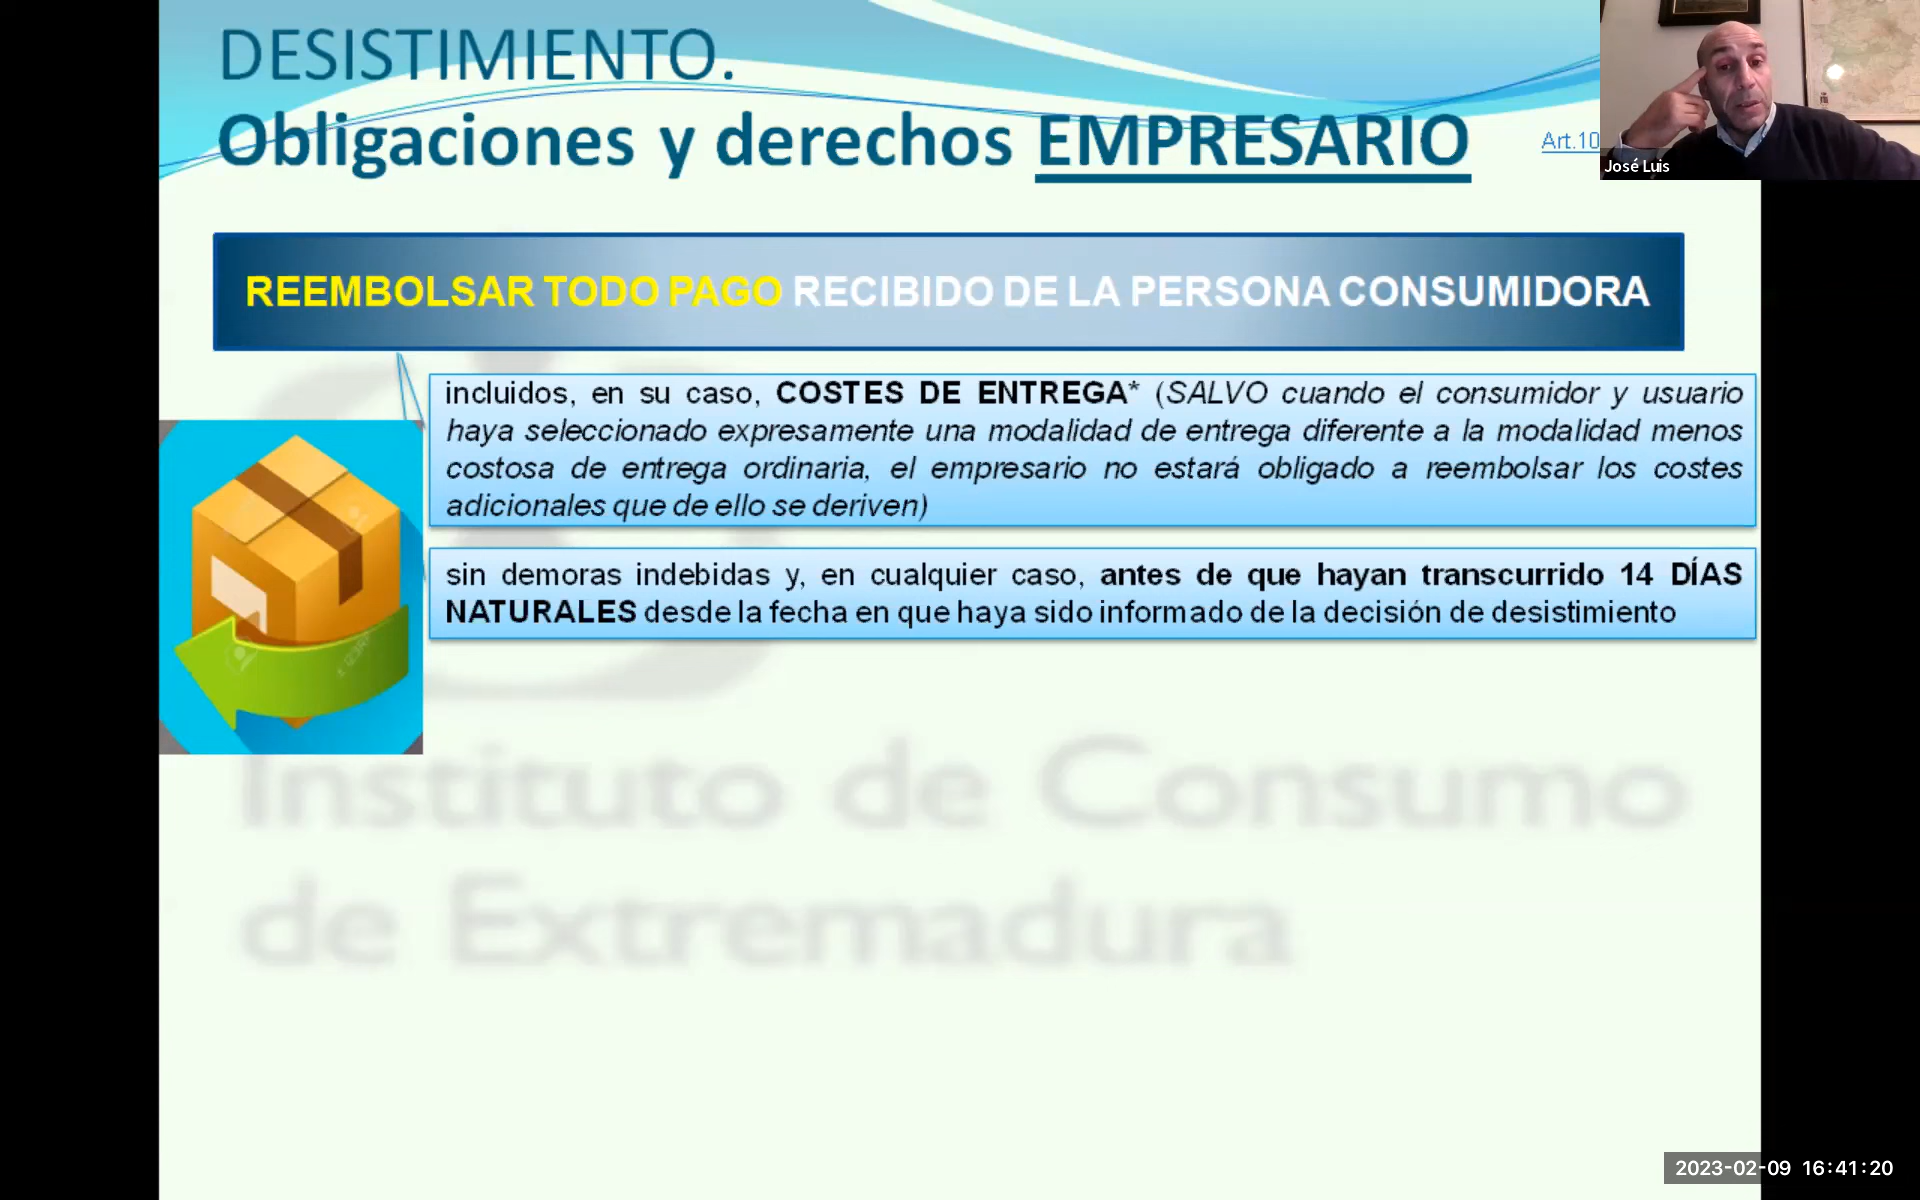 DESISTIMIENTO.
Obligaciones y derechos EMPRESARIO
Art.10
José Luis
REEMBOLSAR TODO PAGO RECIBIDO DE LA PERSONA CONSUMIDORA
incluidos, en su caso, COSTES DE ENTREGA* (SALVO cuando el consumidor y usuario
haya seleccionado expresamente una modalidad de entrega diferente a la modalidad menos
costosa de entrega ordinaria, el empresario no estará obligado a reembolsar los costes
adicionales que de ello se deriven)
sin demoras indebidas y, en cualquier caso, antes de que hayan transcurrido 14 DÍAS
NATURALES desde la fecha en que haya sido informado de la decisión de desistimiento
Instituto de Consumo
de Extremadura
2023-02-09 16:41:20